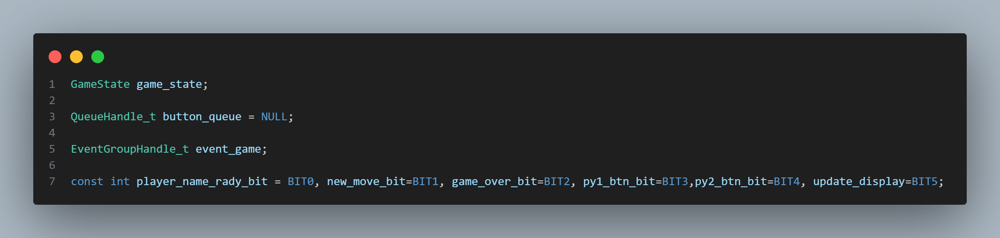 1 GameState game_state;
2
3 QueueHandle_t button_queue = NULL;
4
5 EventGroupHandle_t event_game;
6
7 const int player_name_rady_bit = BIT0, new_move_bit=BIT1, game_over_bit=BIT2, py1_btn_bit=BIT3,py2_btn_bit=BIT4, update_display=BIT5;